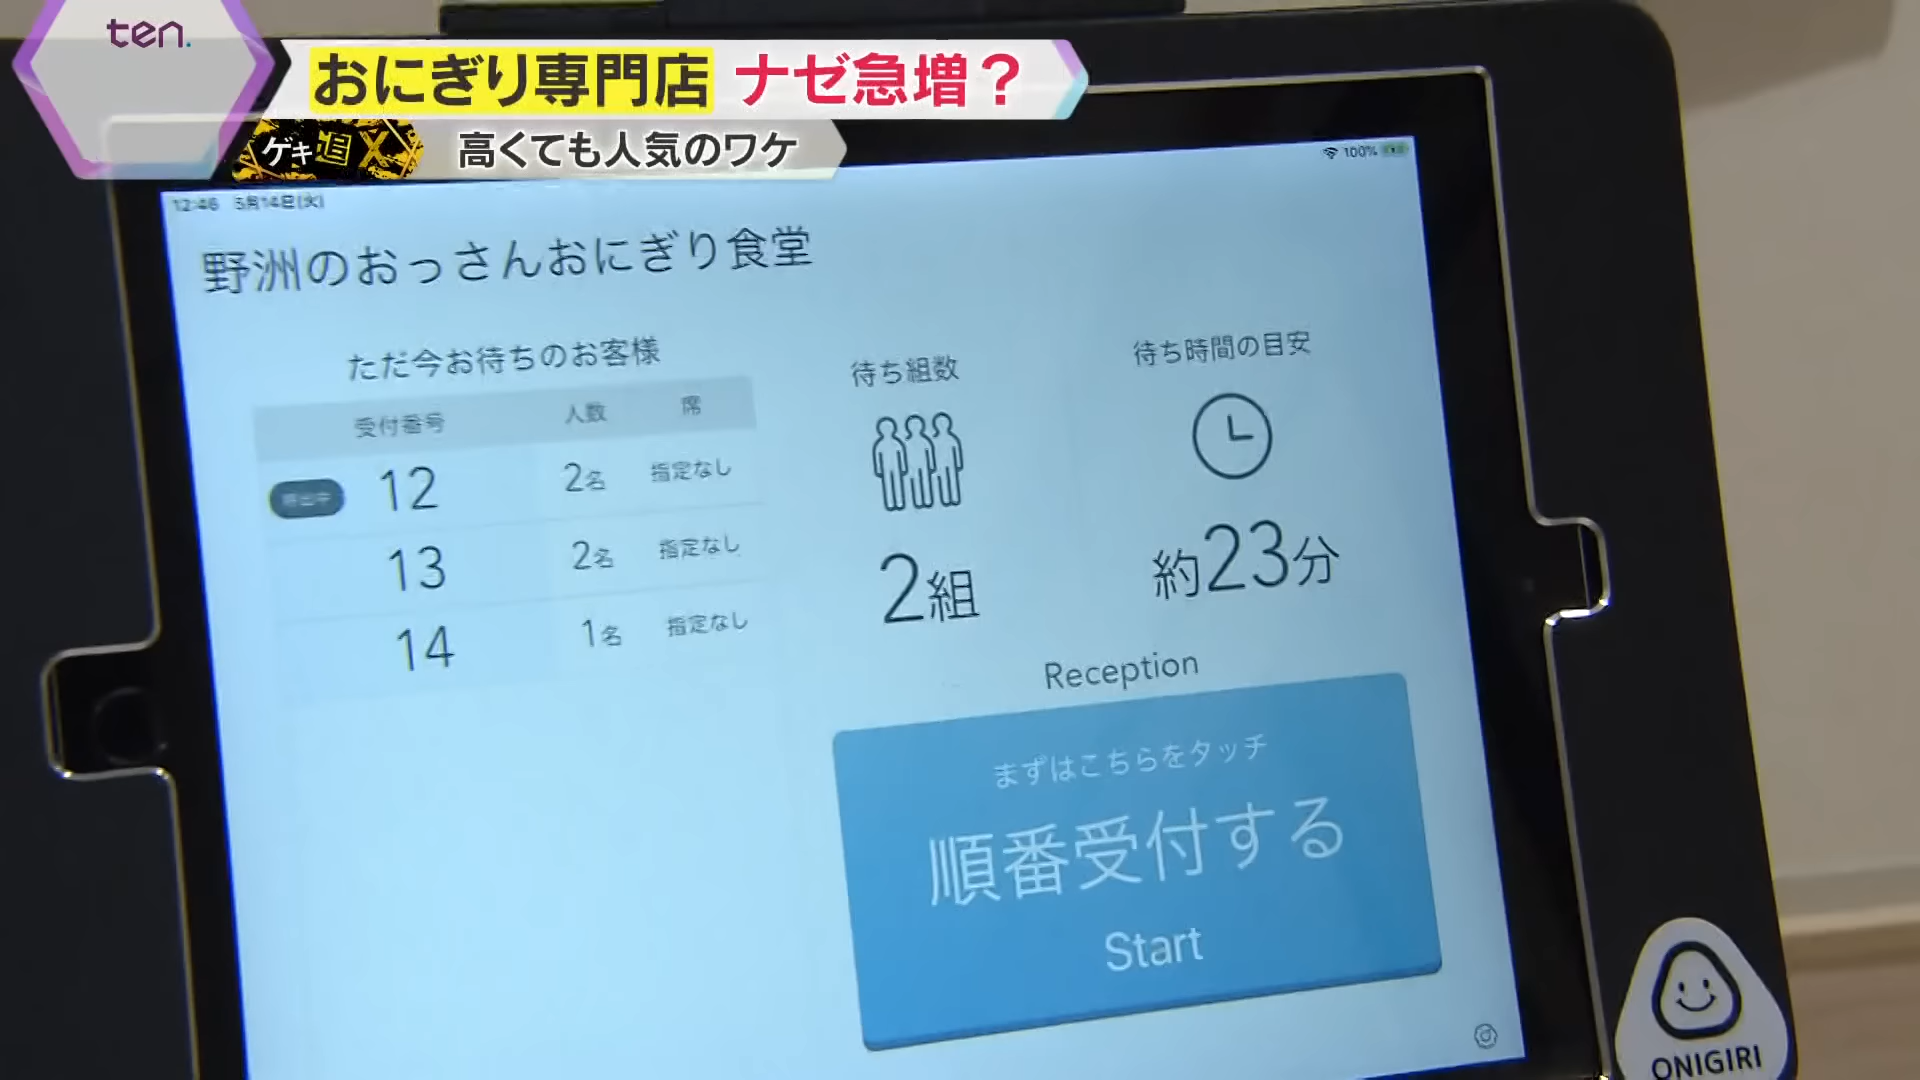 ten.
おにぎり専門店 ナゼ急増？
ゲキ追X 高くても人気のワケ
12:46 5月14日(火)
100%
野洲のおっさんおにぎり食堂
ただ今お待ちのお客様
受付番号 人数 席
呼出中 12 2名 指定なし
13 2名 指定なし
14 1名 指定なし
待ち組数
2組
待ち時間の目安
約23分
Reception
まずはこちらをタッチ
順番受付する
Start
ONIGIRI